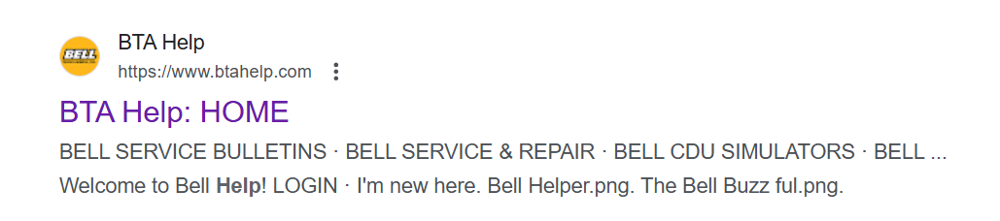 BELL
BTA Help
https://www.btahelp.com
BTA Help: HOME
BELL SERVICE BULLETINS · BELL SERVICE & REPAIR · BELL CDU SIMULATORS · BELL ...
Welcome to Bell Help! LOGIN · I'm new here. Bell Helper.png. The Bell Buzz ful.png.